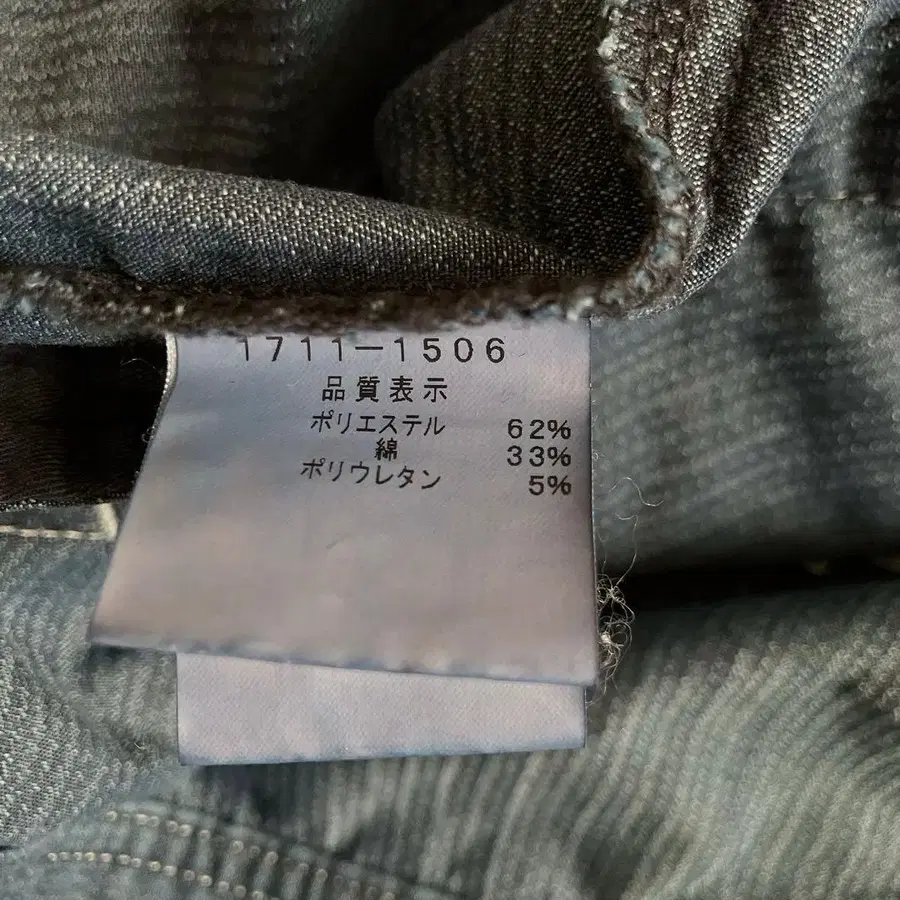 1711-1506
品質表示
ポリエステル 62%
綿 33%
ポリウレタン 5%